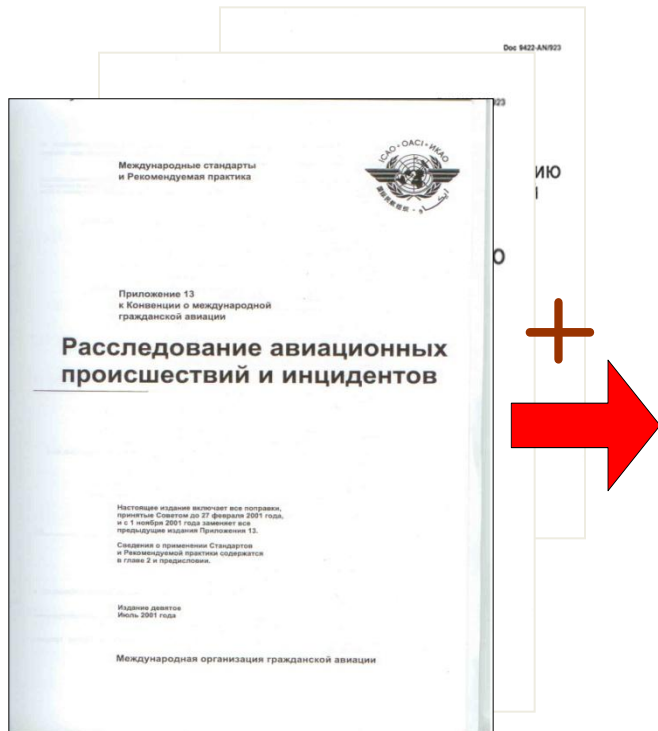 Doc 9422-AN/923
923
ИЮ
О
Международные стандарты
и Рекомендуемая практика
ICAO · OACI · ИКАО
Приложение 13
к Конвенции о международной
гражданской авиации
Расследование авиационных
происшествий и инцидентов
Настоящее издание включает все поправки,
принятые Советом до 27 февраля 2001 года,
и с 1 ноября 2001 года заменяет все
предыдущие издания Приложения 13.
Сведения о применении Стандартов
и Рекомендуемой практики содержатся
в главе 2 и предисловии.
Издание девятое
Июль 2001 года
Международная организация гражданской авиации